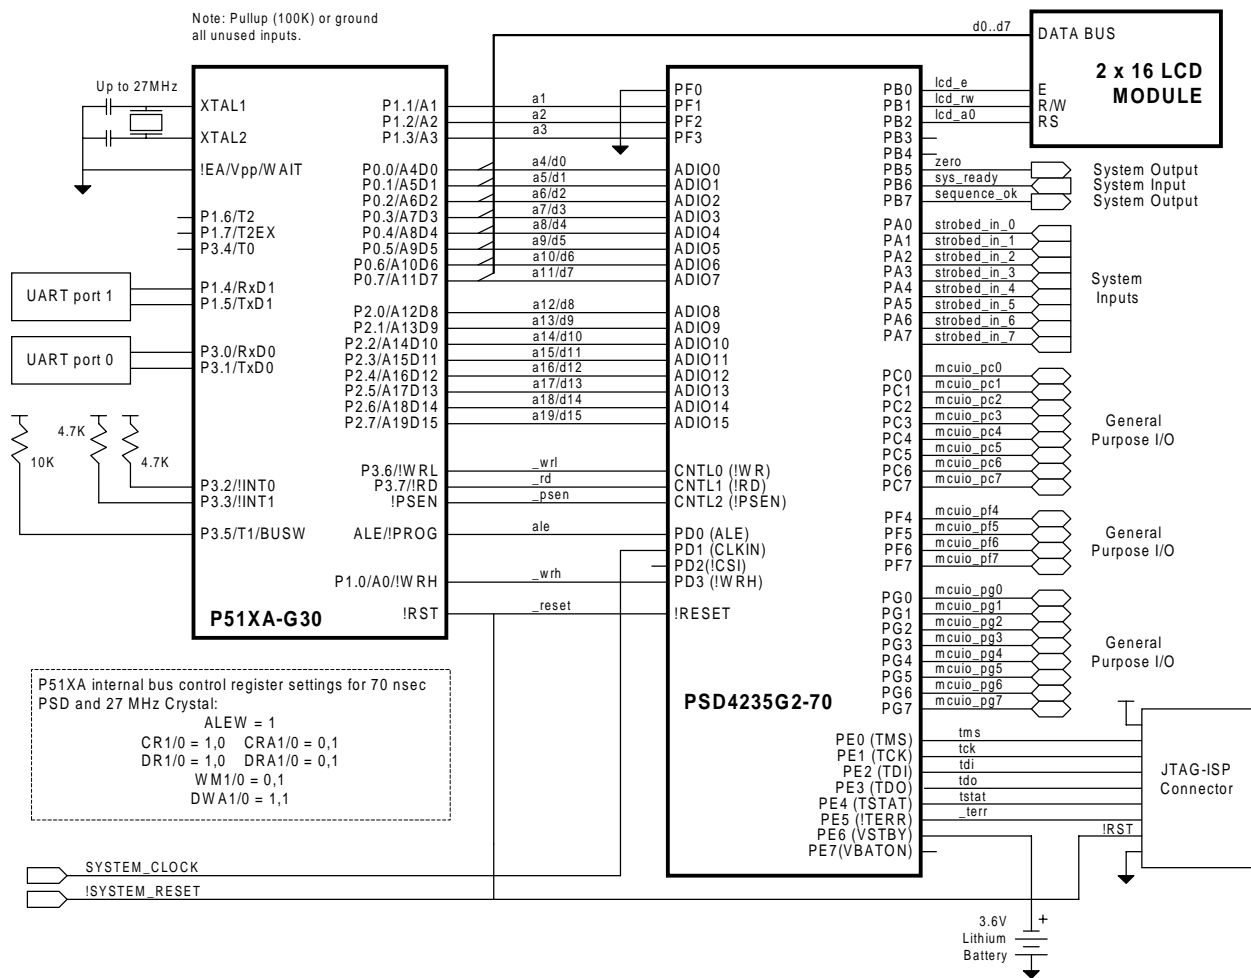 Note: Pullup (100K) or ground
all unused inputs.
Up to 27MHz
XTAL1
XTAL2
!EA/Vpp/WAIT
P1.6/T2
P1.7/T2EX
P3.4/T0
P1.4/RxD1
P1.5/TxD1
P3.0/RxD0
P3.1/TxD0
P3.2/!INT0
P3.3/!INT1
P3.5/T1/BUSW
UART port 1
UART port 0
4.7K
10K
4.7K
P1.1/A1
P1.2/A2
P1.3/A3
P0.0/A4D0
P0.1/A5D1
P0.2/A6D2
P0.3/A7D3
P0.4/A8D4
P0.5/A9D5
P0.6/A10D6
P0.7/A11D7
P2.0/A12D8
P2.1/A13D9
P2.2/A14D10
P2.3/A15D11
P2.4/A16D12
P2.5/A17D13
P2.6/A18D14
P2.7/A19D15
P3.6/!WRL
P3.7/!RD
!PSEN
ALE/!PROG
P1.0/A0/!WRH
!RST
P51XA-G30
a1
a2
a3
a4/d0
a5/d1
a6/d2
a7/d3
a8/d4
a9/d5
a10/d6
a11/d7
a12/d8
a13/d9
a14/d10
a15/d11
a16/d12
a17/d13
a18/d14
a19/d15
_wrl
_rd
_psen
ale
_wrh
_reset
PF0
PF1
PF2
PF3
ADIO0
ADIO1
ADIO2
ADIO3
ADIO4
ADIO5
ADIO6
ADIO7
ADIO8
ADIO9
ADIO10
ADIO11
ADIO12
ADIO13
ADIO14
ADIO15
CNTL0 (!WR)
CNTL1 (!RD)
CNTL2 (!PSEN)
PD0 (ALE)
PD1 (CLKIN)
PD2(!CSI)
PD3 (!WRH)
!RESET
PSD4235G2-70
PB0
PB1
PB2
PB3
PB4
PB5
PB6
PB7
PA0
PA1
PA2
PA3
PA4
PA5
PA6
PA7
PC0
PC1
PC2
PC3
PC4
PC5
PC6
PC7
PF4
PF5
PF6
PF7
PG0
PG1
PG2
PG3
PG4
PG5
PG6
PG7
PE0 (TMS)
PE1 (TCK)
PE2 (TDI)
PE3 (TDO)
PE4 (TSTAT)
PE5 (!TERR)
PE6 (VSTBY)
PE7(VBATON)
d0..d7
lcd_e
lcd_rw
lcd_a0
zero
sys_ready
sequence_ok
strobed_in_0
strobed_in_1
strobed_in_2
strobed_in_3
strobed_in_4
strobed_in_5
strobed_in_6
strobed_in_7
mcuio_pc0
mcuio_pc1
mcuio_pc2
mcuio_pc3
mcuio_pc4
mcuio_pc5
mcuio_pc6
mcuio_pc7
mcuio_pf4
mcuio_pf5
mcuio_pf6
mcuio_pf7
mcuio_pg0
mcuio_pg1
mcuio_pg2
mcuio_pg3
mcuio_pg4
mcuio_pg5
mcuio_pg6
mcuio_pg7
tms
tck
tdi
tdo
tstat
_terr
DATA BUS
2 x 16 LCD
MODULE
E
R/W
RS
System Output
System Input
System Output
System
Inputs
General
Purpose I/O
General
Purpose I/O
General
Purpose I/O
JTAG-ISP
Connector
!RST
P51XA internal bus control register settings for 70 nsec
PSD and 27 MHz Crystal:
ALEW = 1
CR1/0 = 1,0 CRA1/0 = 0,1
DR1/0 = 1,0 DRA1/0 = 0,1
WM1/0 = 0,1
DWA1/0 = 1,1
SYSTEM_CLOCK
!SYSTEM_RESET
3.6V
Lithium
Battery
+